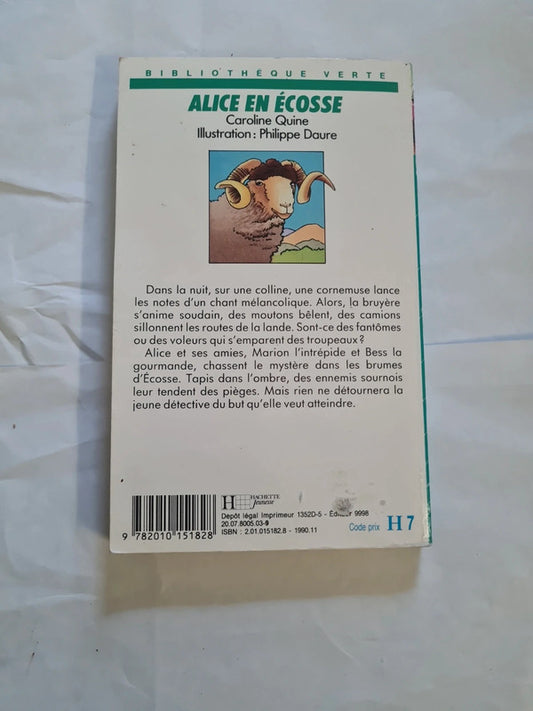 BIBLIOTHÈQUE VERTE
ALICE EN ÉCOSSE
Caroline Quine
Illustration : Philippe Daure
Dans la nuit, sur une colline, une cornemuse lance
les notes d'un chant mélancolique. Alors, la bruyère
s'anime soudain, des moutons bêlent, des camions
sillonnent les routes de la lande. Sont-ce des fantômes
ou des voleurs qui s'emparent des troupeaux ?
Alice et ses amies, Marion l'intrépide et Bess la
gourmande, chassent le mystère dans les brumes
d'Écosse. Tapis dans l'ombre, des ennemis sournois
leur tendent des pièges. Mais rien ne détournera la
jeune détective du but qu'elle veut atteindre.
H HACHETTE
Jeunesse
Dépôt légal Imprimeur 1352D-5 - Éditeur 9998
20.07.8005.03-9
ISBN : 2.01.015182.8 - 1990.11
9 782010 151828
Code prix H 7